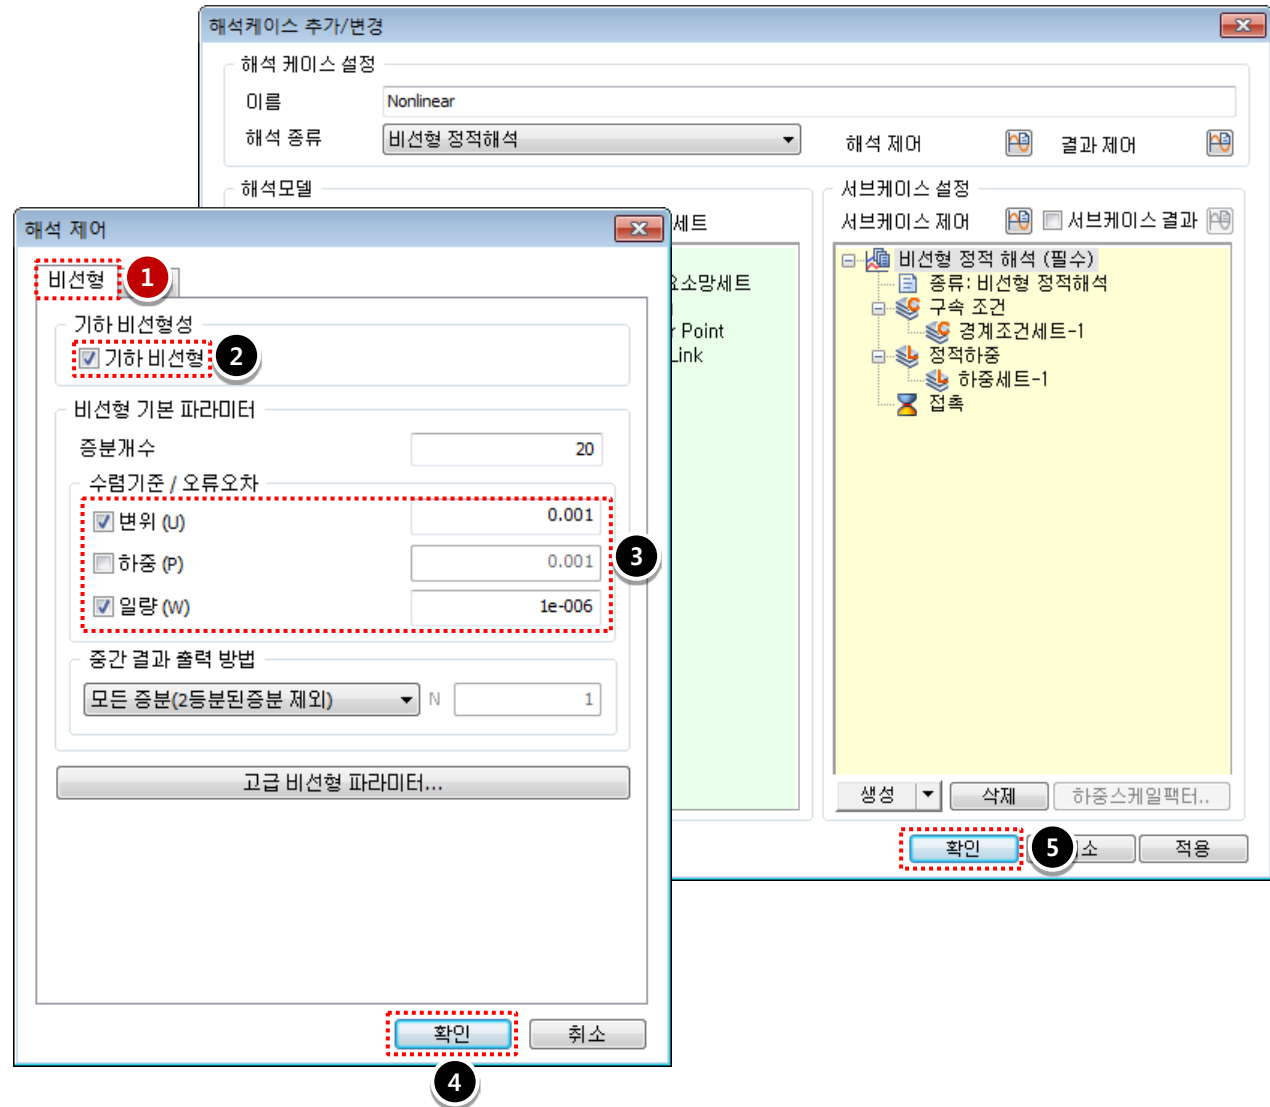 해석케이스 추가/변경
해석 케이스 설정
이름
Nonlinear
해석 종류
비선형 정적해석
해석 제어
결과 제어
해석모델
세트
요소망세트
r Point
Link
서브케이스 설정
서브케이스 제어
서브케이스 결과
비선형 정적 해석 (필수)
종류: 비선형 정적해석
구속 조건
경계조건세트-1
정적하중
하중세트-1
접촉
생성
삭제
하중스케일팩터..
확인
5
소
적용
해석 제어
비선형
1
기하 비선형성
기하 비선형
2
비선형 기본 파라미터
증분개수
20
수렴기준 / 오류오차
변위 (U)
0.001
하중 (P)
0.001
3
일량 (W)
1e-006
중간 결과 출력 방법
모든 증분(2등분된증분 제외)
N
1
고급 비선형 파라미터...
확인
취소
4